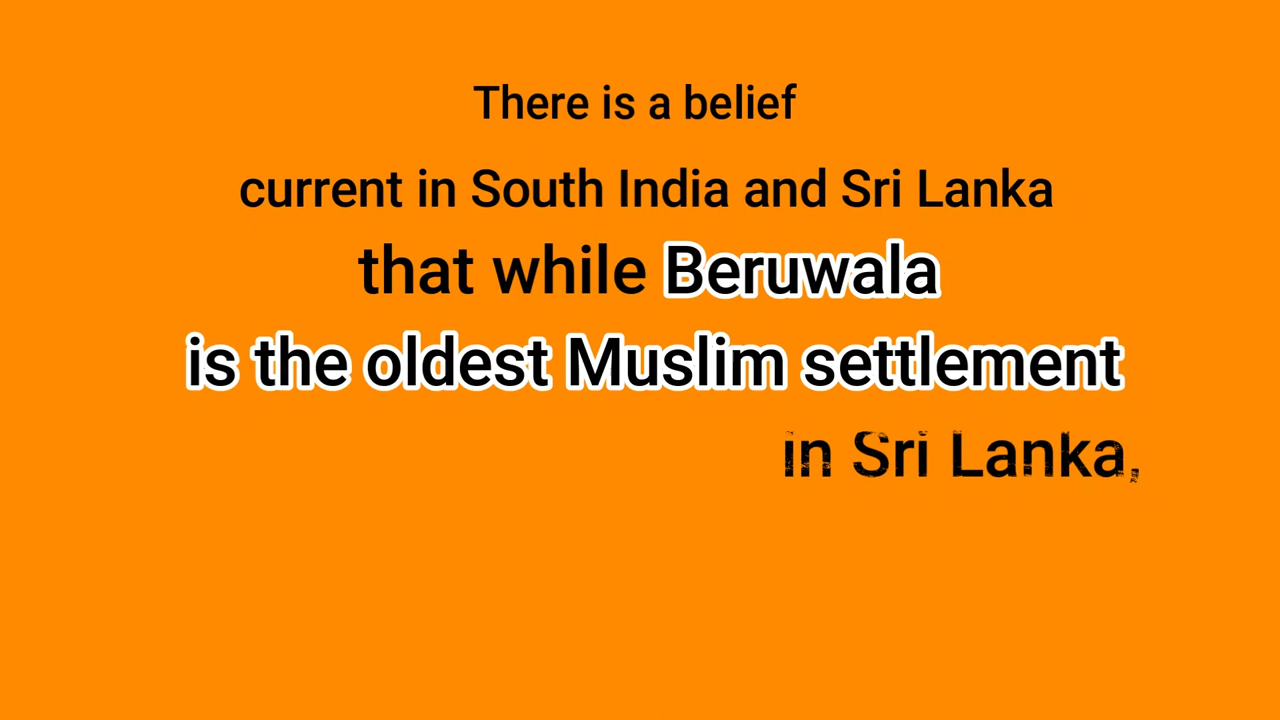 There is a belief
current in South India and Sri Lanka
that while Beruwala
is the oldest Muslim settlement
in Sri Lanka,